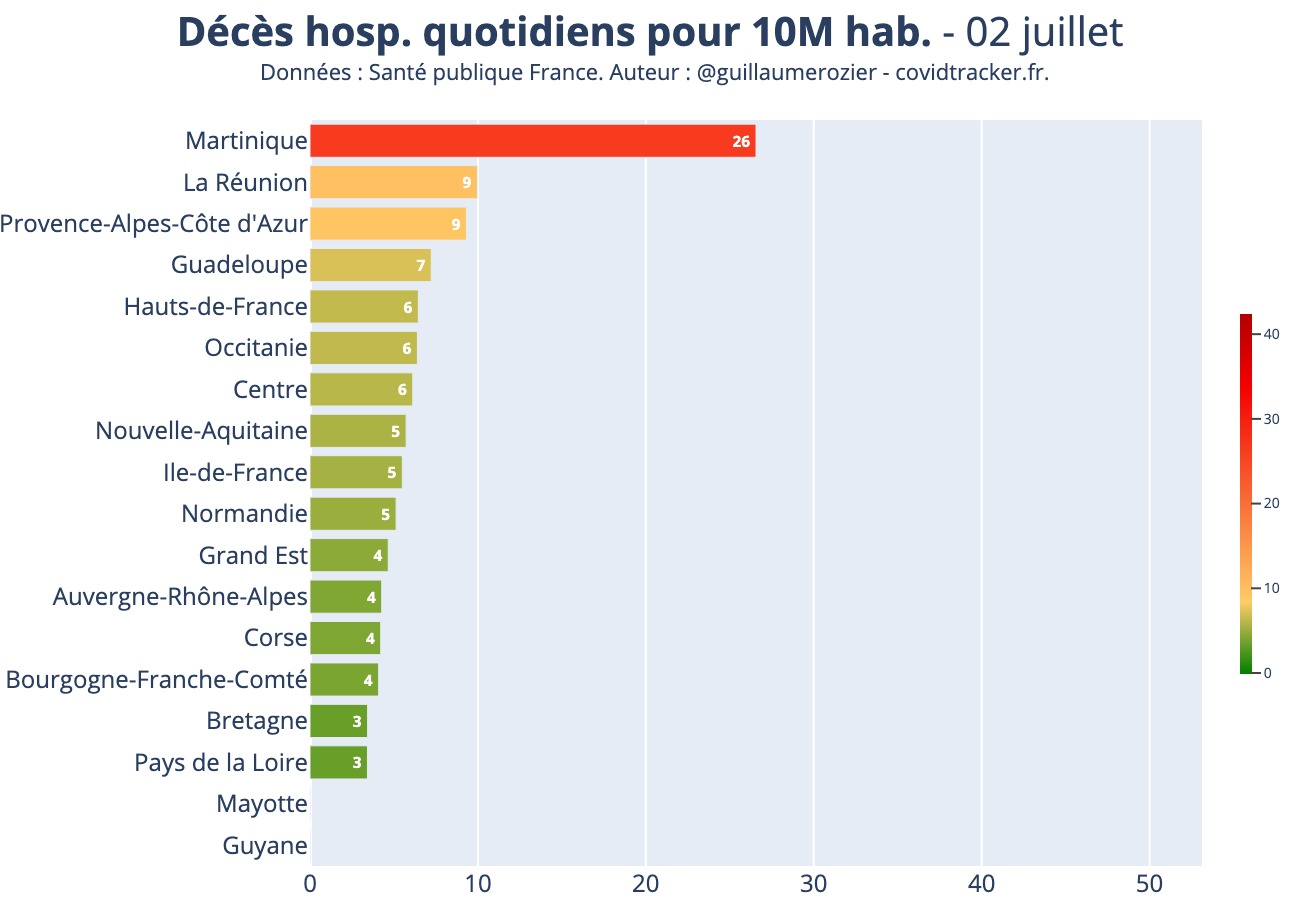 Décès hosp. quotidiens pour 10M hab. - 02 juillet
Données : Santé publique France. Auteur : @guillaumerozier - covidtracker.fr.
Martinique 26
La Réunion 9
Provence-Alpes-Côte d'Azur 9
Guadeloupe 7
Hauts-de-France 6
Occitanie 6
Centre 6
Nouvelle-Aquitaine 5
Ile-de-France 5
Normandie 5
Grand Est 4
Auvergne-Rhône-Alpes 4
Corse 4
Bourgogne-Franche-Comté 4
Bretagne 3
Pays de la Loire 3
Mayotte
Guyane
0 10 20 30 40 50
40
30
20
10
0